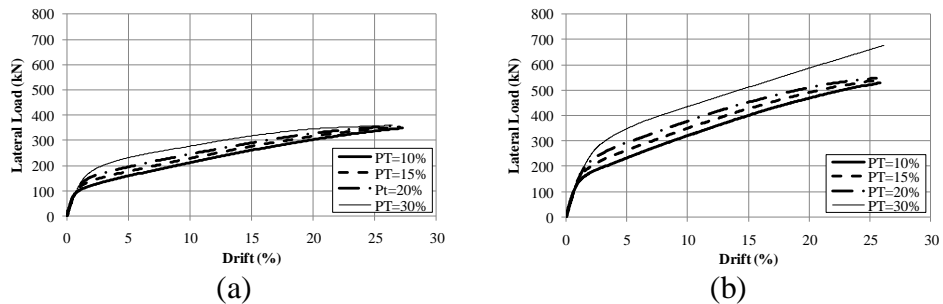 800
700
600
500
400
300
200
100
0
Lateral Load (kN)
0 5 10 15 20 25 30
Drift (%)
PT=10%
PT=15%
Pt=20%
PT=30%
(a)
800
700
600
500
400
300
200
100
0
Lateral Load (kN)
0 5 10 15 20 25 30
Drift (%)
PT=10%
PT=15%
PT=20%
PT=30%
(b)